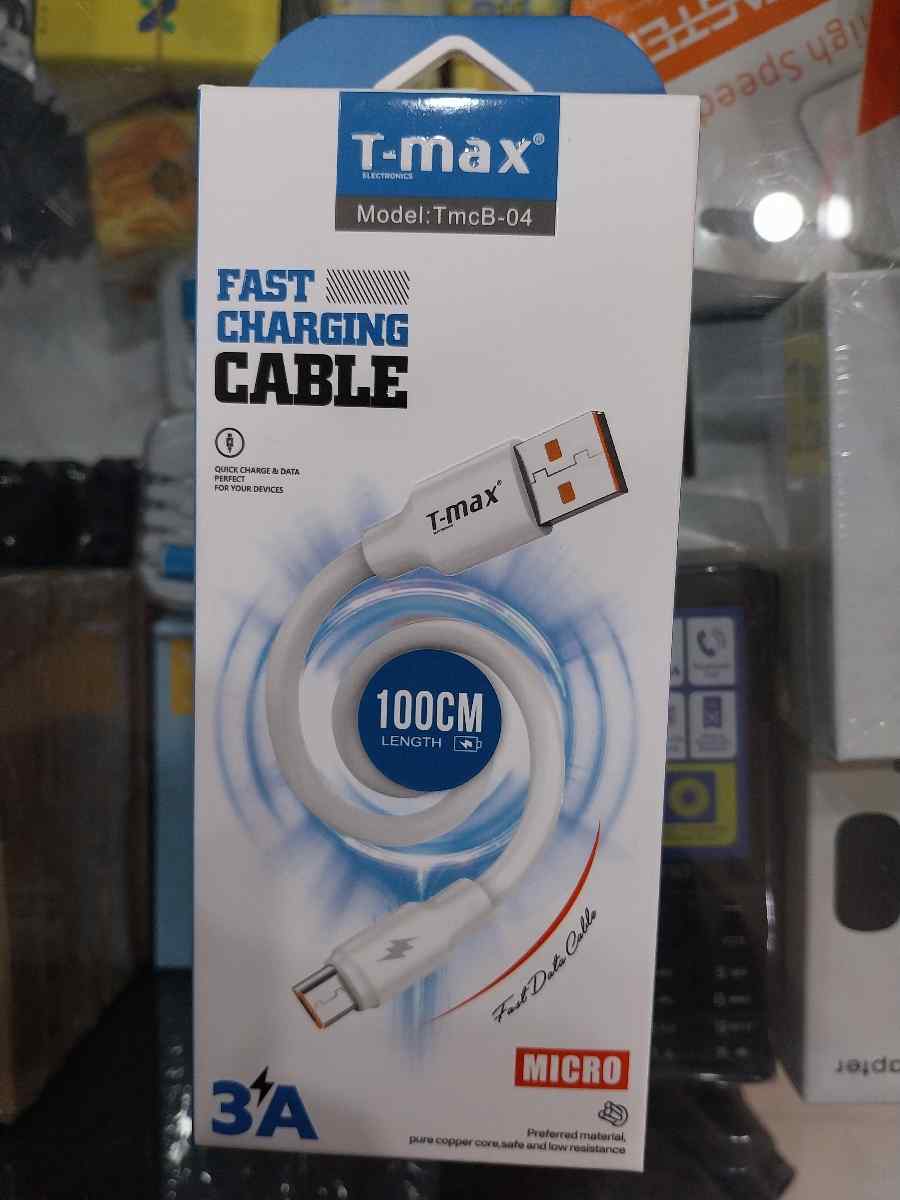 T-max®
ELECTRONICS
Model:TmcB-04
FAST
CHARGING
CABLE
QUICK CHARGE & DATA
PERFECT
FOR YOUR DEVICES
T-max®
100CM
LENGTH
Fast Data Cable
MICRO
3A
Preferred material,
pure copper core,safe and low resistance
High Speed